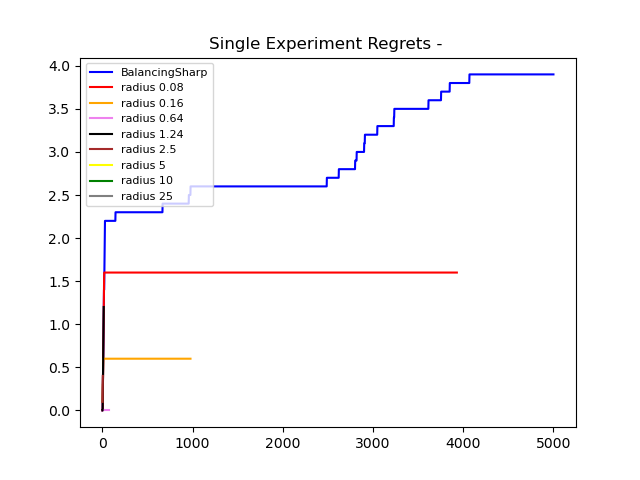 Single Experiment Regrets -
4.0
3.5
3.0
2.5
2.0
1.5
1.0
0.5
0.0
BalancingSharp
radius 0.08
radius 0.16
radius 0.64
radius 1.24
radius 2.5
radius 5
radius 10
radius 25
0 1000 2000 3000 4000 5000